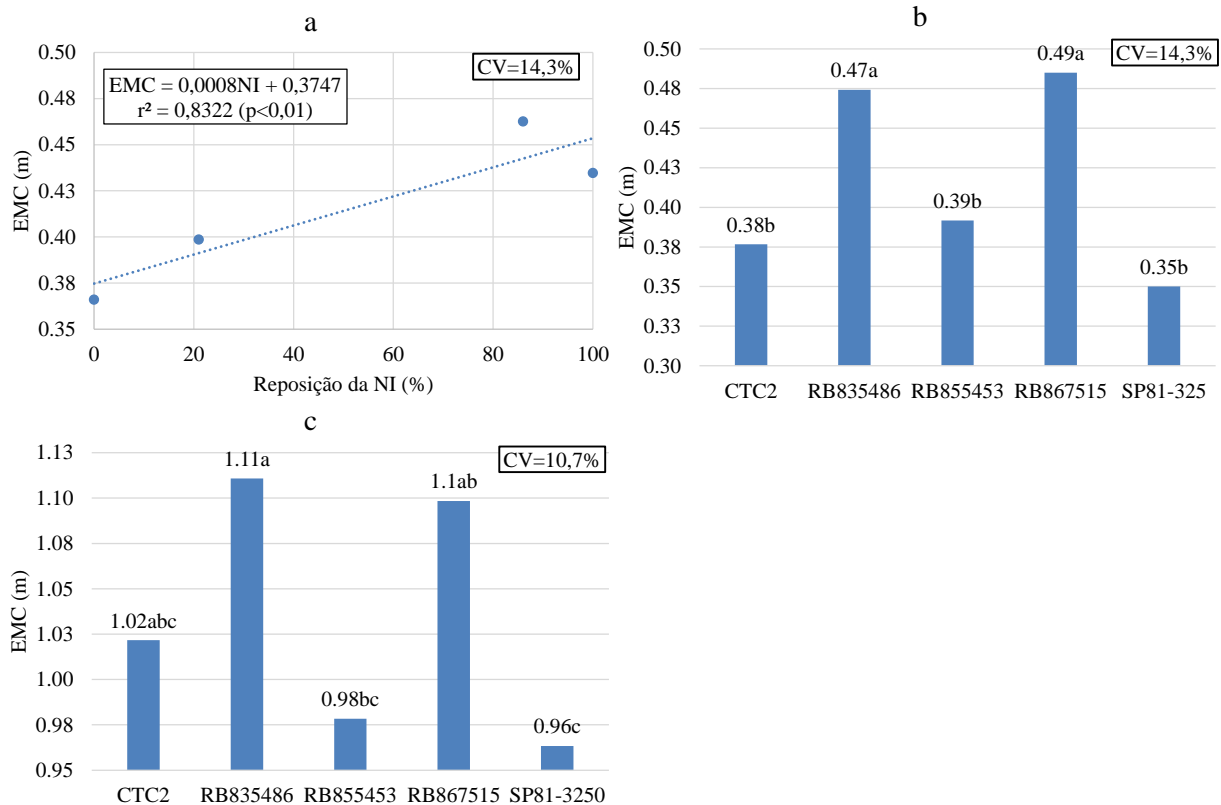 a
EMC (m)
0.50
0.48
0.45
0.43
0.40
0.38
0.35
EMC = 0,0008NI + 0,3747
r² = 0,8322 (p<0,01)
CV=14,3%
0 20 40 60 80 100
Reposição da NI (%)
b
EMC (m)
0.50
0.48
0.45
0.43
0.40
0.38
0.35
0.33
0.30
CV=14,3%
0.38b 0.47a 0.39b 0.49a 0.35b
CTC2 RB835486 RB855453 RB867515 SP81-325
c
EMC (m)
1.13
1.10
1.08
1.05
1.03
1.00
0.98
0.95
CV=10,7%
1.02abc 1.11a 0.98bc 1.1ab 0.96c
CTC2 RB835486 RB855453 RB867515 SP81-3250